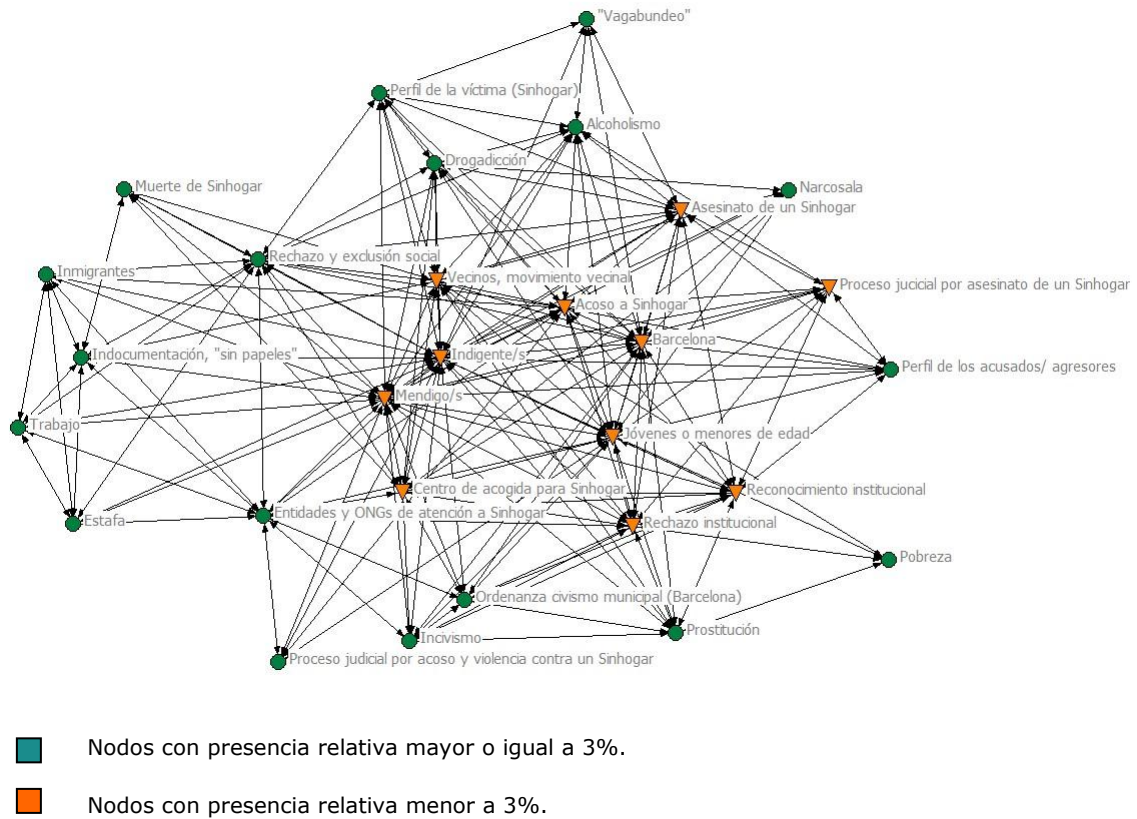 "Vagabundeo"
Perfil de la víctima (Sinhogar)
Alcoholismo
Drogadicción
Muerte de Sinhogar
Narcosala
Asesinato de un Sinhogar
Rechazo y exclusión social
Inmigrantes
Vecinos, movimiento vecinal
Proceso jucicial por asesinato de un Sinhogar
Acoso a Sinhogar
Barcelona
Indocumentación, "sin papeles"
Indigente/s
Perfil de los acusados/ agresores
Mendigo/s
Trabajo
Jóvenes o menores de edad
Centro de acogida para Sinhogar
Reconocimiento institucional
Entidades y ONGs de atención a Sinhogar
Estafa
Rechazo institucional
Pobreza
Ordenanza civismo municipal (Barcelona)
Prostitución
Incivismo
Proceso judicial por acoso y violencia contra un Sinhogar
Nodos con presencia relativa mayor o igual a 3%.
Nodos con presencia relativa menor a 3%.